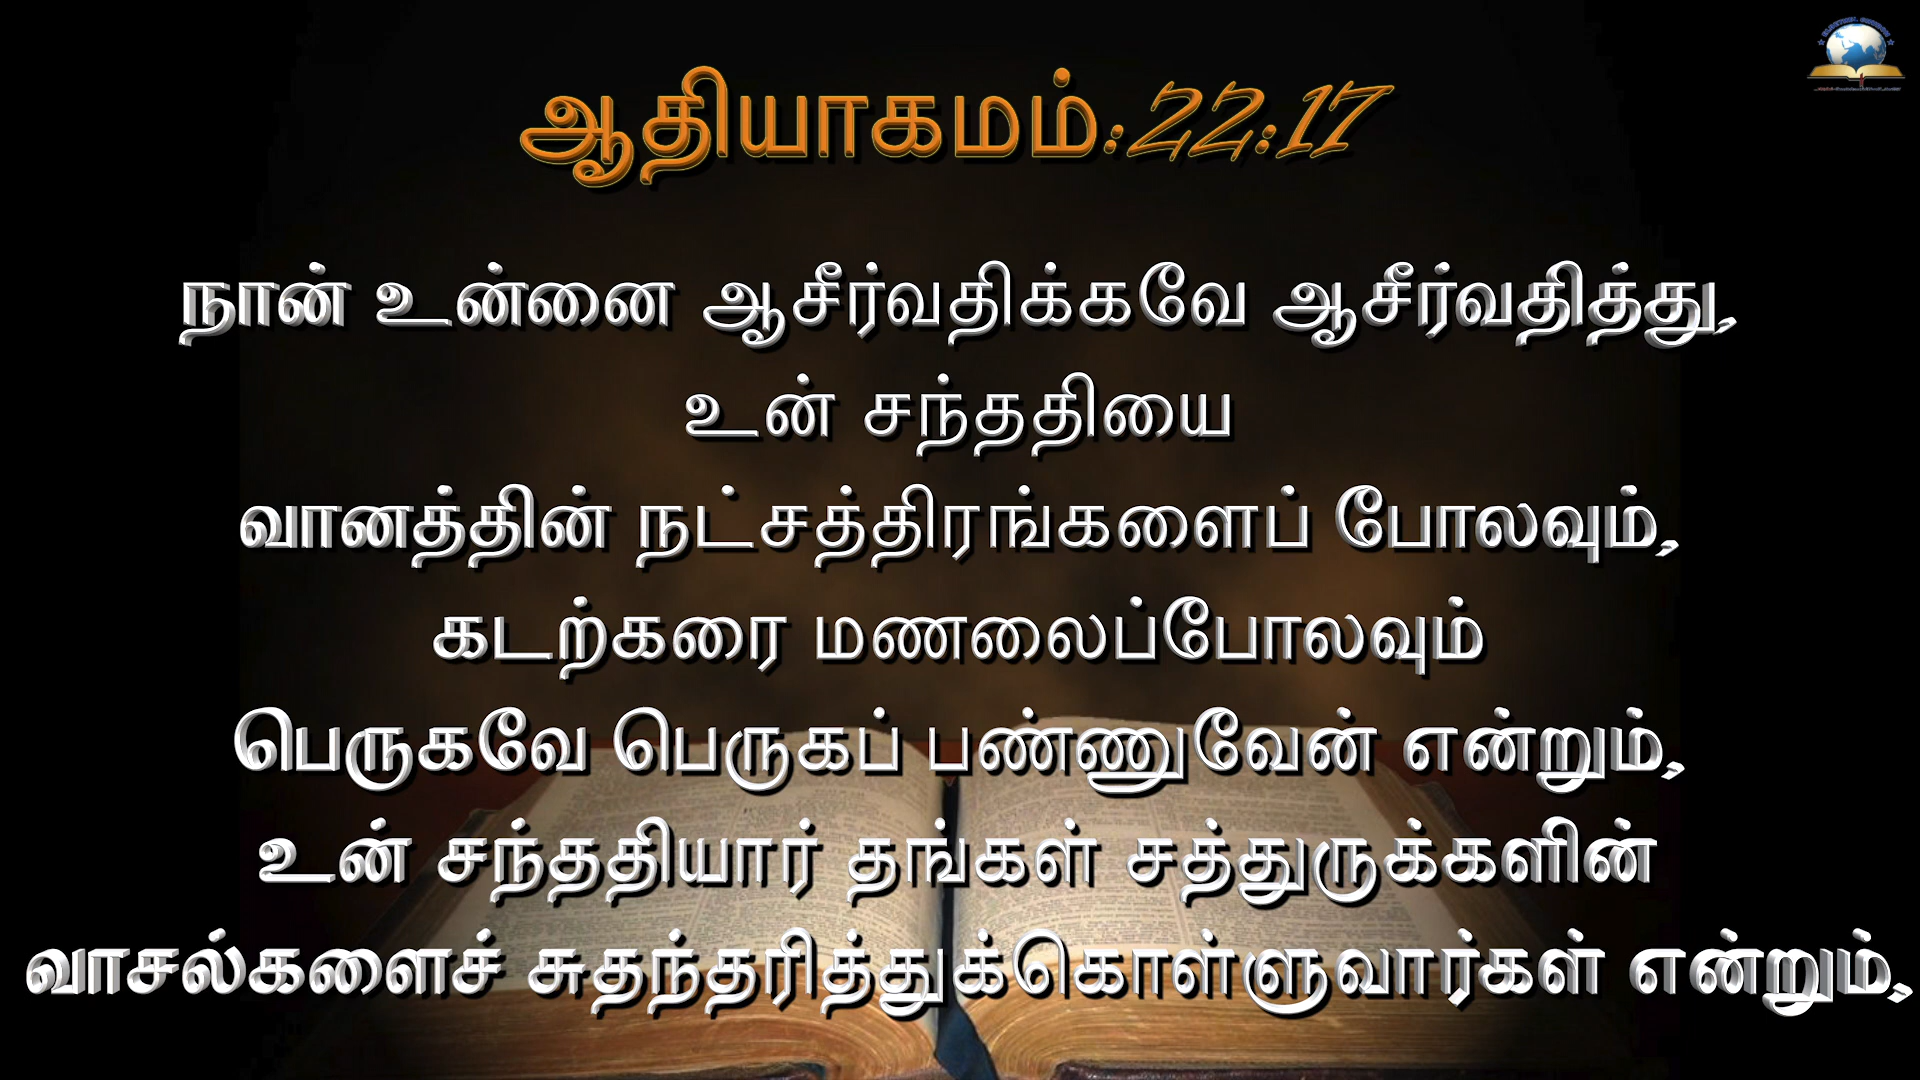 ஆதியாகமம்:22:17
நான் உன்னை ஆசீர்வதிக்கவே ஆசீர்வதித்து,
உன் சந்ததியை
வானத்தின் நட்சத்திரங்களைப் போலவும்,
கடற்கரை மணலைப்போலவும்
பெருகவே பெருகப் பண்ணுவேன் என்றும்,
உன் சந்ததியார் தங்கள் சத்துருக்களின்
வாசல்களைச் சுதந்தரித்துக்கொள்ளுவார்கள் என்றும்,